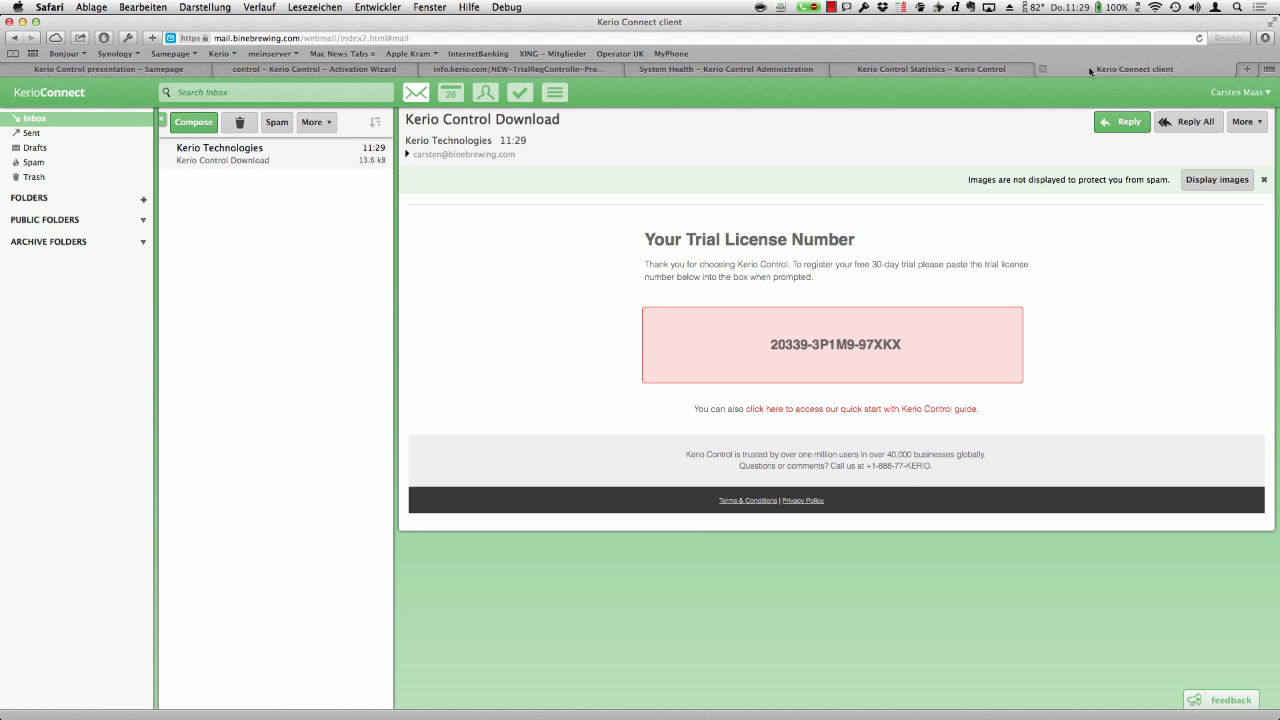 Safari Ablage Bearbeiten Darstellung Verlauf Lesezeichen Entwickler Fenster Hilfe Debug 82° Do.11:29 100%
Kerio Connect client
https mail.binebrewing.com/webmail/index2.html#mail Reader
Bonjour Synology Samepage Kerio meinserver Mac News Tabs Apple Kram InternetBanking XING - Mitglieder Operator UK MyPhone
Kerio Control presentation – Samepage control – Kerio Control – Activation Wizard info.kerio.com/NEW-TrialRegControlIn-Pro... System Health – Kerio Control Administration Kerio Control Statistics – Kerio Control Kerio Connect client
KerioConnect Search Inbox 26 Carsten Maas
Inbox
Sent
Drafts
Spam
Trash
FOLDERS
PUBLIC FOLDERS
ARCHIVE FOLDERS
Compose Spam More
Kerio Technologies 11:29
Kerio Control Download 13.6 kB
Kerio Control Download
Kerio Technologies 11:29
carsten@binebrewing.com
Reply Reply All More
Images are not displayed to protect you from spam. Display images
Your Trial License Number
Thank you for choosing Kerio Control. To register your free 30-day trial please paste the trial license
number below into the box when prompted.
20339-3P1M9-97XKX
You can also click here to access our quick start with Kerio Control guide.
Kerio Control is trusted by over one million users in over 40,000 businesses globally.
Questions or comments? Call us at +1-888-77-KERIO.
Terms & Conditions | Privacy Policy
feedback